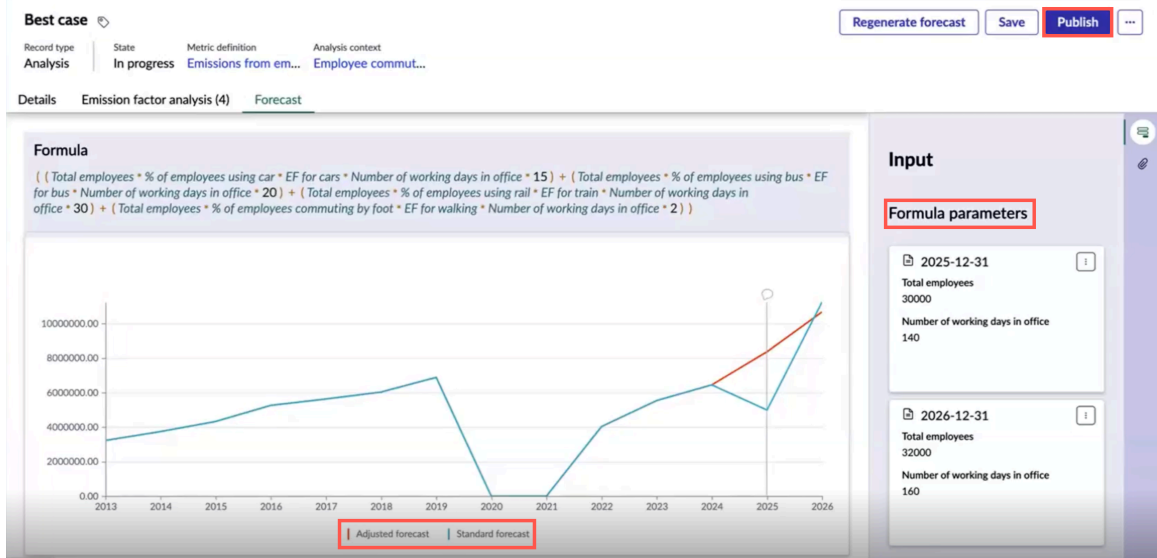 Best case
Regenerate forecast
Save
Publish
Record type
State
Metric definition
Analysis context
Analysis
In progress
Emissions from em...
Employee commut...
Details
Emission factor analysis (4)
Forecast
Formula
( ( Total employees * % of employees using car * EF for cars * Number of working days in office * 15 ) + ( Total employees * % of employees using bus * EF
for bus * Number of working days in office * 20 ) + ( Total employees * % of employees using rail * EF for train * Number of working days in
office * 30 ) + ( Total employees * % of employees commuting by foot * EF for walking * Number of working days in office * 2 ) )
10000000.00
8000000.00
6000000.00
4000000.00
2000000.00
0.00
2013 2014 2015 2016 2017 2018 2019 2020 2021 2022 2023 2024 2025 2026
Adjusted forecast
Standard forecast
Input
Formula parameters
2025-12-31
Total employees
30000
Number of working days in office
140
2026-12-31
Total employees
32000
Number of working days in office
160